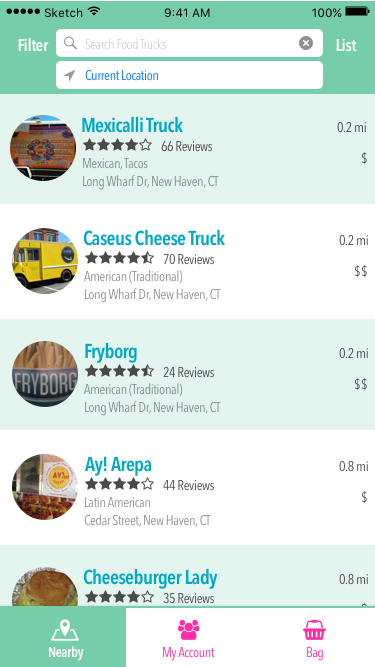 Sketch 9:41 AM 100%
Filter Search Food Trucks List
Current Location
Mexicalli Truck 0.2 mi
66 Reviews
Mexican, Tacos $
Long Wharf Dr, New Haven, CT
Caseus Cheese Truck 0.2 mi
70 Reviews
American (Traditional) $$
Long Wharf Dr, New Haven, CT
FRYBORG
Fryborg 0.2 mi
24 Reviews
American (Traditional) $$
Long Wharf Dr, New Haven, CT
Ay! Arepa 0.8 mi
44 Reviews
Latin American $
Cedar Street, New Haven, CT
Cheeseburger Lady 0.8 mi
35 Reviews
Nearby My Account Bag